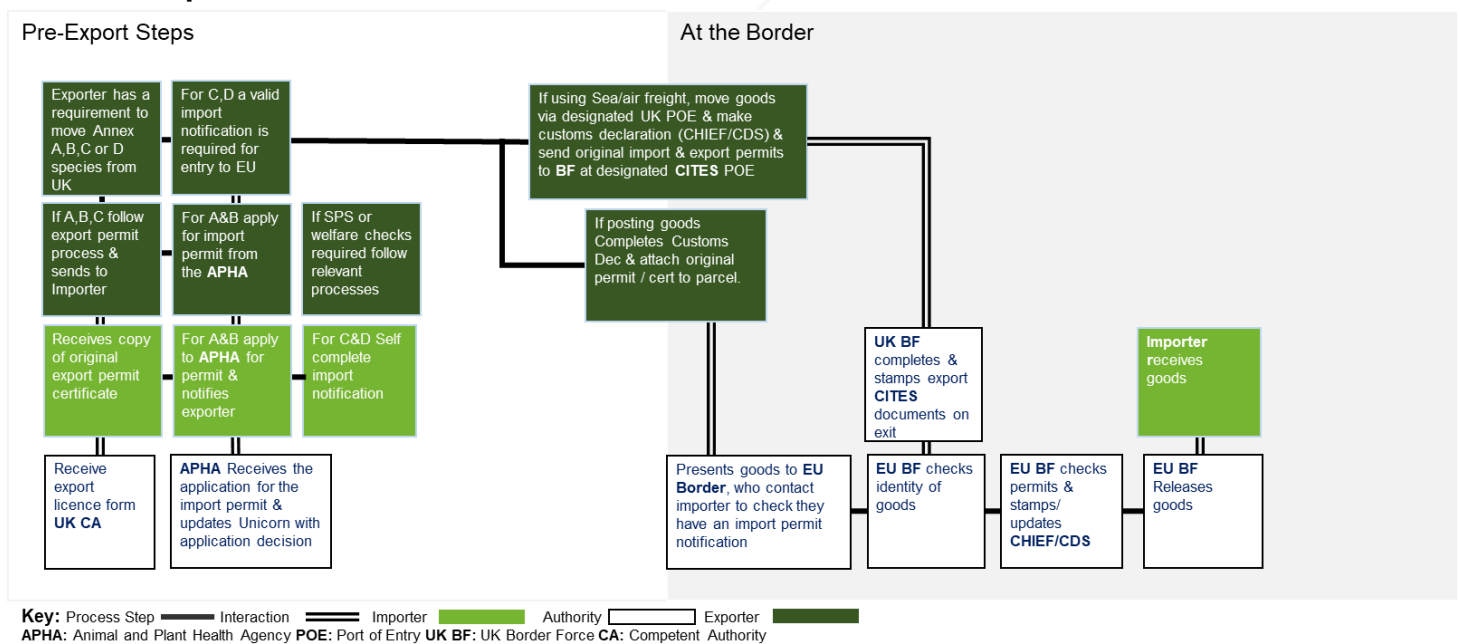 Pre-Export Steps
At the Border
Exporter has a
requirement to
move Annex
A,B,C or D
species from
UK
For C,D a valid
import
notification is
required for
entry to EU
If using Sea/air freight, move goods
via designated UK POE & make
customs declaration (CHIEF/CDS) &
send original import & export permits
to BF at designated CITES POE
If A,B,C follow
export permit
process &
sends to
Importer
For A&B apply
for import
permit from
the APHA
If SPS or
welfare checks
required follow
relevant
processes
If posting goods
Completes Customs
Dec & attach original
permit / cert to parcel.
Receives copy
of original
export permit
certificate
For A&B apply
to APHA for
permit &
notifies
exporter
For C&D Self
complete
import
notification
UK BF
completes &
stamps export
CITES
documents on
exit
Importer
receives
goods
Receive
export
licence form
UK CA
APHA Receives the
application for the
import permit &
updates Unicorn with
application decision
Presents goods to EU
Border, who contact
importer to check they
have an import permit
notification
EU BF checks
identity of
goods
EU BF checks
permits &
stamps/
updates
CHIEF/CDS
EU BF
Releases
goods
Key: Process Step Interaction Importer Authority Exporter
APHA: Animal and Plant Health Agency POE: Port of Entry UK BF: UK Border Force CA: Competent Authority